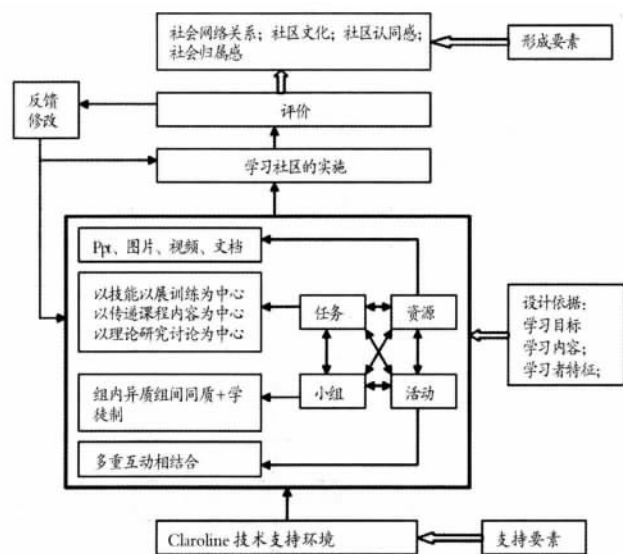 社会网络关系；社区文化；社区认同感；
社会归属感
形成要素
反馈
修改
评价
学习社区的实施
Ppt、图片、视频、文档
以技能以展训练为中心
以传递课程内容为中心
以理论研究讨论为中心
任务
资源
设计依据：
学习目标
学习内容；
学习者特征；
组内异质组间同质+学
徒制
小组
活动
多重互动相结合
Claroline 技术支持环境
支持要素